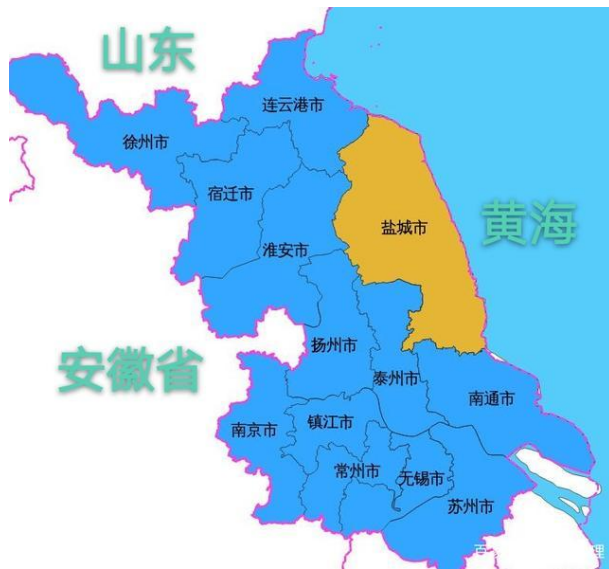 山东
连云港市
徐州市
宿迁市
盐城市
黄海
淮安市
扬州市
安徽省
泰州市
南通市
镇江市
南京市
常州市
无锡市
苏州市